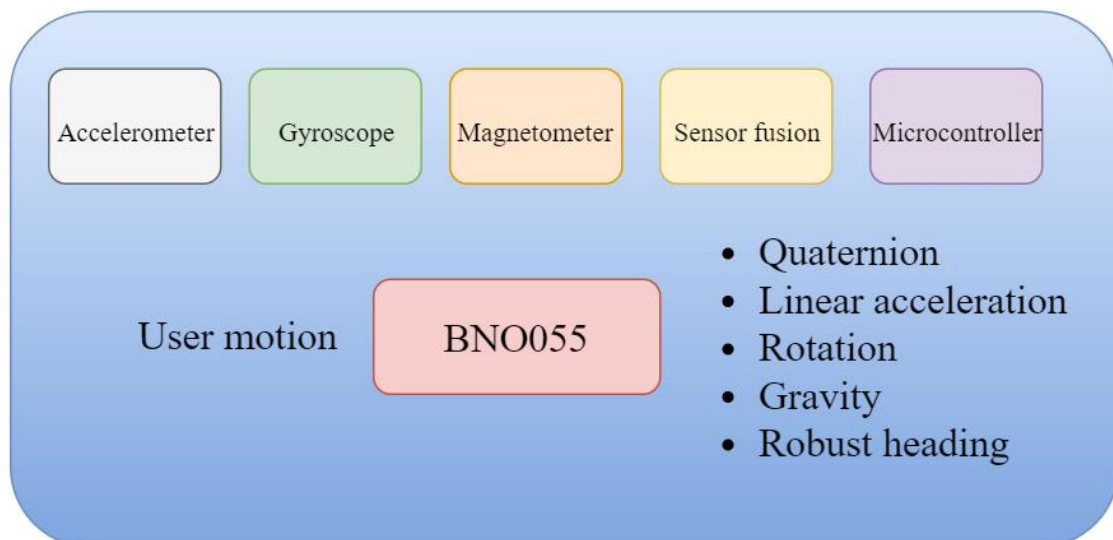 Accelerometer
Gyroscope
Magnetometer
Sensor fusion
Microcontroller
User motion
BNO055
• Quaternion
• Linear acceleration
• Rotation
• Gravity
• Robust heading